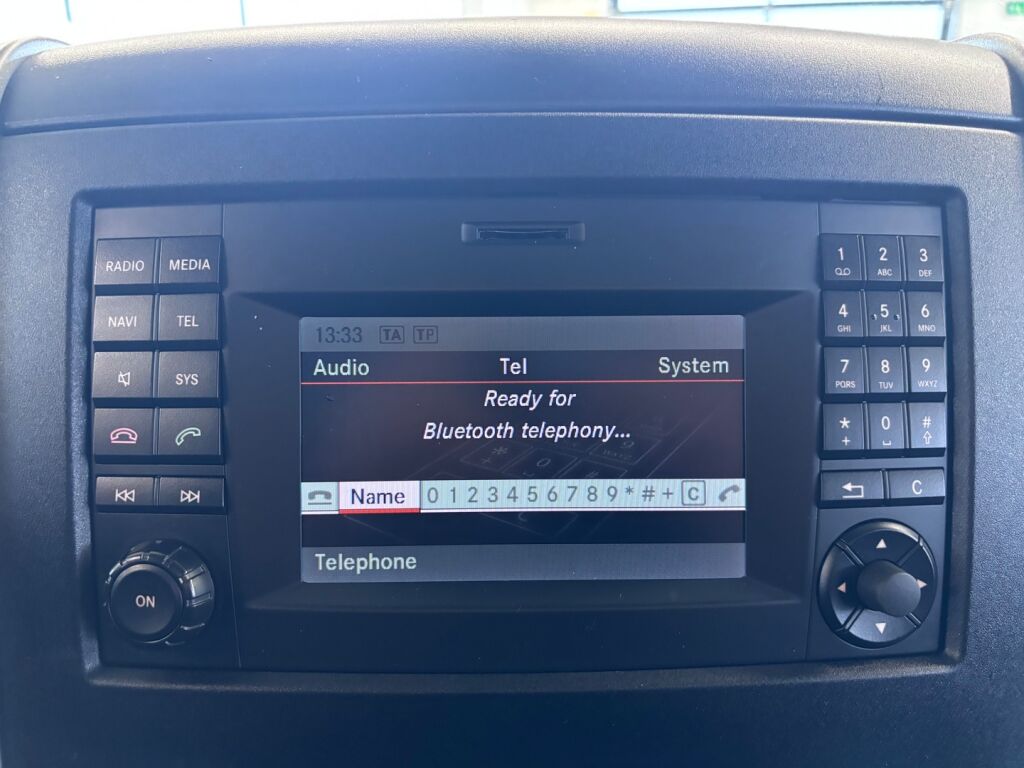 RADIO MEDIA
NAVI TEL
SYS
ON
13:33 TA TP
Audio Tel System
Ready for
Bluetooth telephony...
Name 0 1 2 3 4 5 6 7 8 9 * # + C
Telephone
1 2 3
ABC DEF
4 5 6
GHI JKL MNO
7 8 9
PQRS TUV WXYZ
* 0 #
+
C